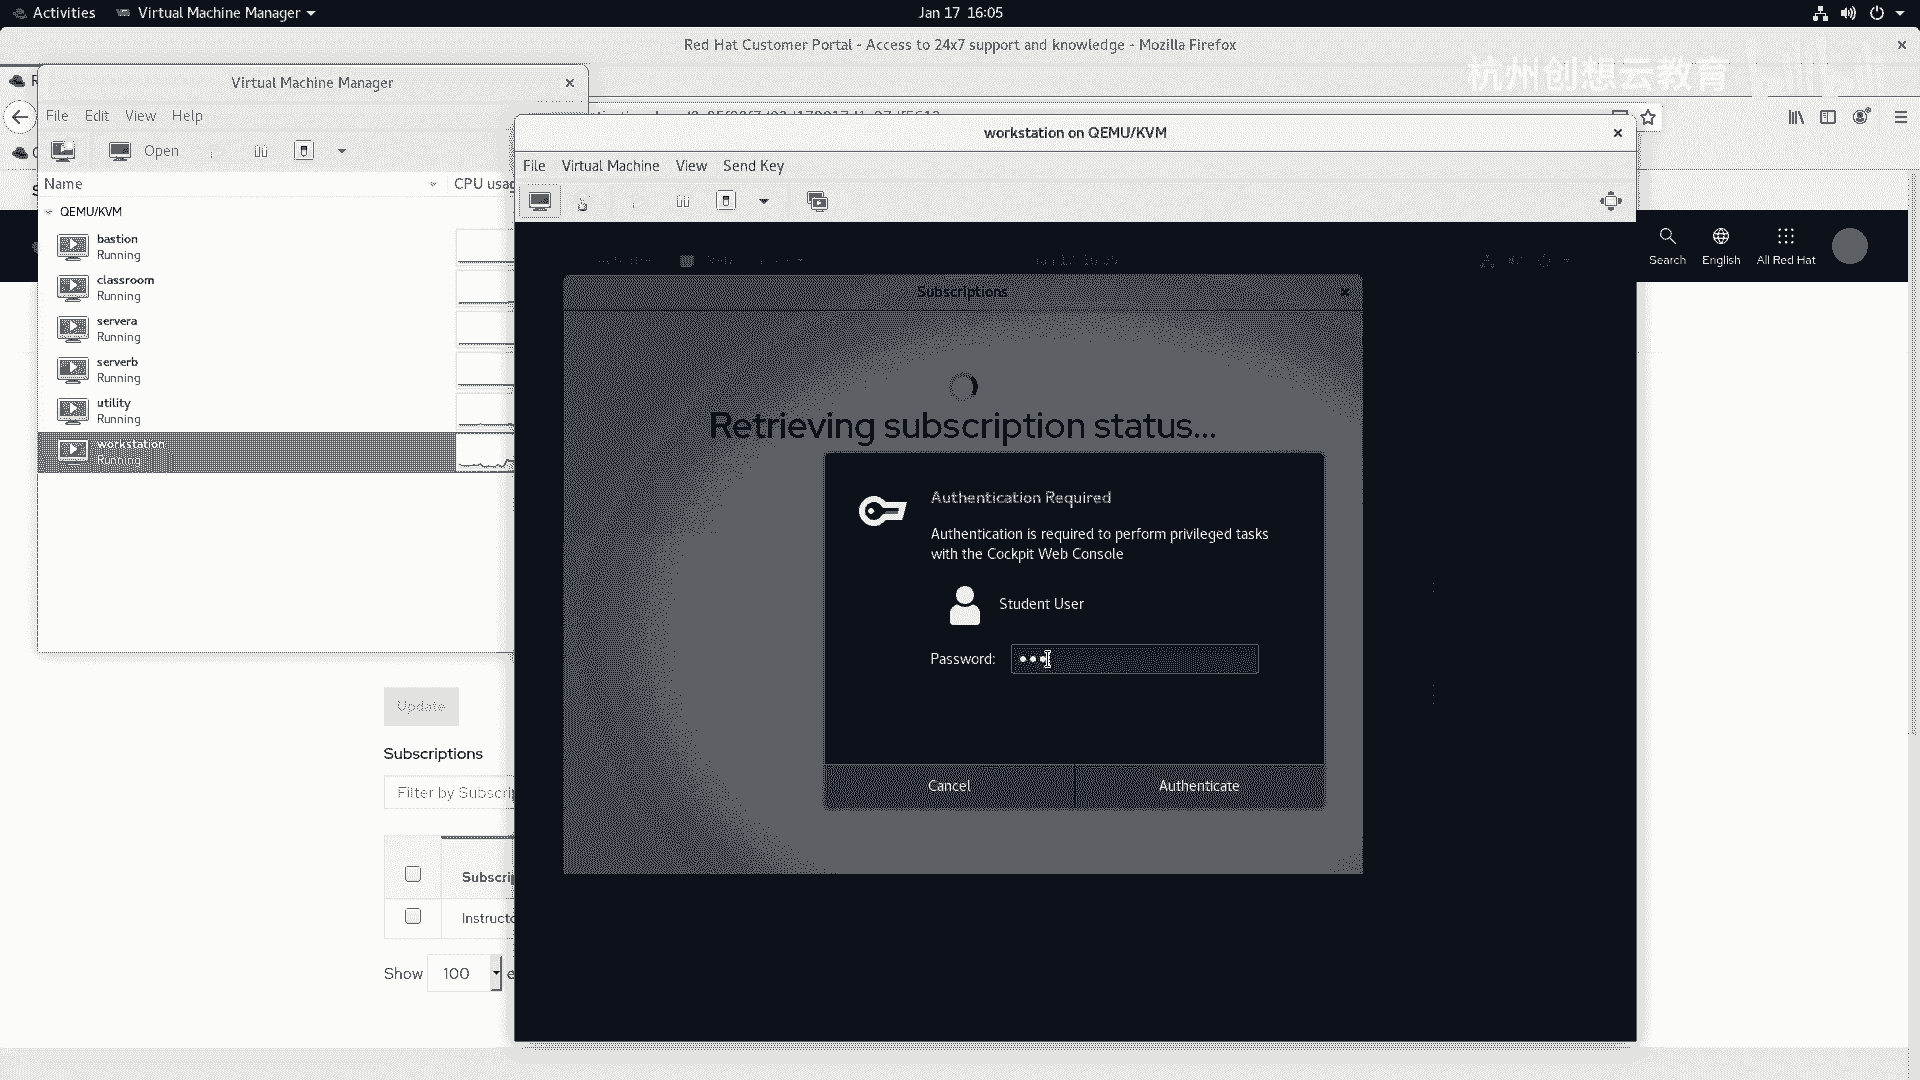 Activities
Virtual Machine Manager
Jan 17 16:05
Red Hat Customer Portal - Access to 24x7 support and knowledge - Mozilla Firefox
杭州创想云教育
Virtual Machine Manager
File Edit View Help
Open
Name
CPU usag
QEMU/KVM
bastion
Running
classroom
Running
servera
Running
serverb
Running
utility
Running
workstation
Running
workstation on QEMU/KVM
File Virtual Machine View Send Key
Search English All Red Hat
Subscriptions
Retrieving subscription status...
Authentication Required
Authentication is required to perform privileged tasks
with the Cockpit Web Console
Student User
Password:
Cancel
Authenticate
Update
Subscriptions
Filter by Subscrip
Subscrip
Instructo
Show 100 e